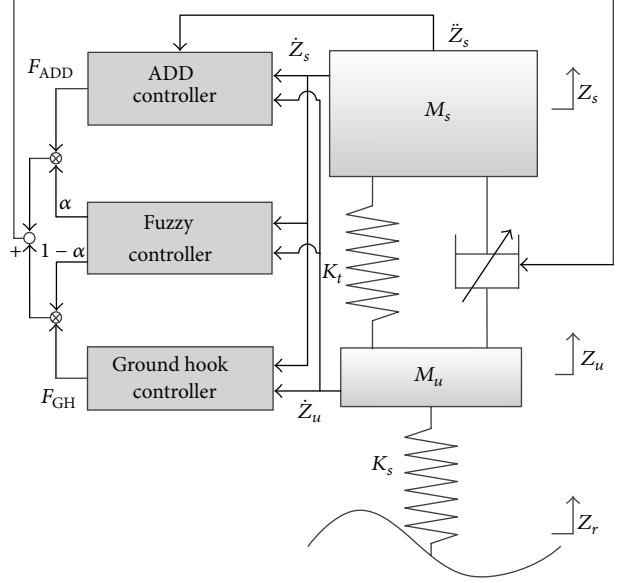 Z̈_s
Ż_s
F_ADD
ADD
controller
M_s
Z_s
α
Fuzzy
controller
+
1 − α
K_t
Z_u
Ground hook
controller
M_u
F_GH
Ż_u
K_s
Z_r